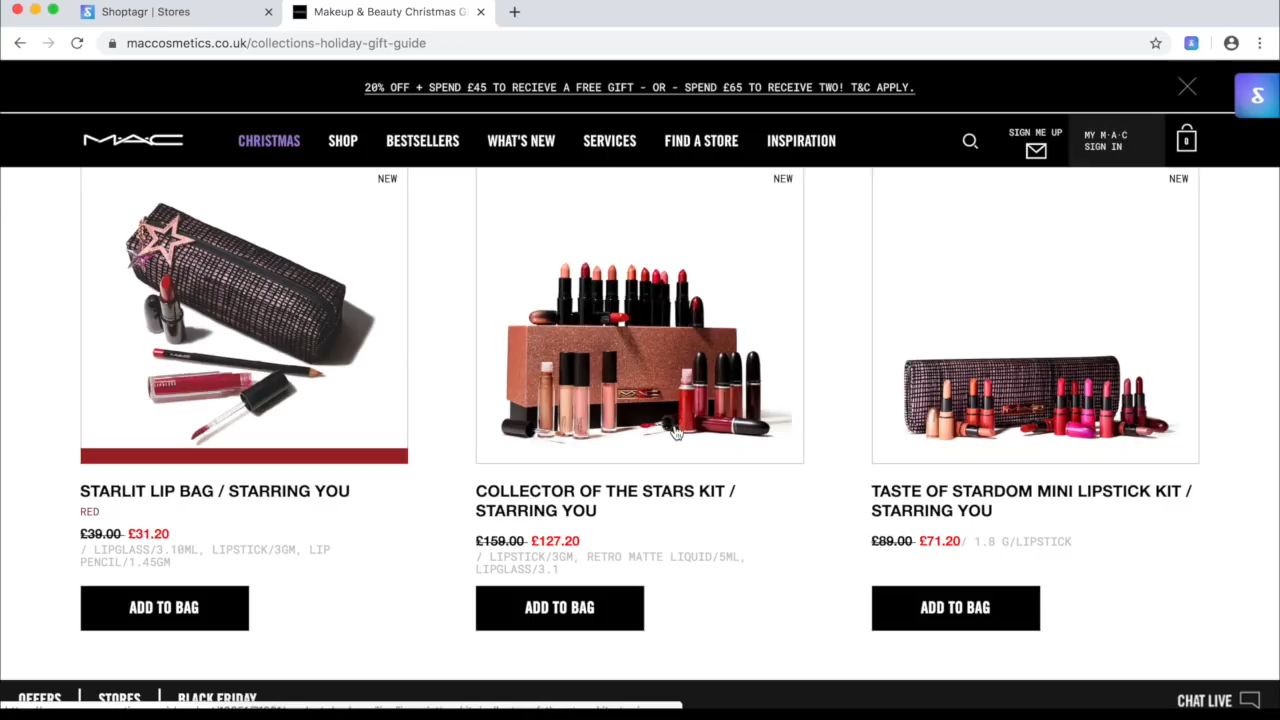 Shoptagr | Stores
Makeup & Beauty Christmas G
maccosmetics.co.uk/collections-holiday-gift-guide
20% OFF + SPEND £45 TO RECIEVE A FREE GIFT - OR - SPEND £65 TO RECEIVE TWO! T&C APPLY.
MAC
CHRISTMAS
SHOP
BESTSELLERS
WHAT'S NEW
SERVICES
FIND A STORE
INSPIRATION
SIGN ME UP
MY M·A·C
SIGN IN
0
NEW
NEW
NEW
STARLIT LIP BAG / STARRING YOU
RED
£39.00 £31.20
/ LIPGLASS/3.10ML, LIPSTICK/3GM, LIP
PENCIL/1.45GM
ADD TO BAG
COLLECTOR OF THE STARS KIT /
STARRING YOU
£159.00 £127.20
/ LIPSTICK/3GM, RETRO MATTE LIQUID/5ML,
LIPGLASS/3.1
ADD TO BAG
TASTE OF STARDOM MINI LIPSTICK KIT /
STARRING YOU
£89.00 £71.20 / 1.8 G/LIPSTICK
ADD TO BAG
OFFERS
STORES
BLACK FRIDAY
CHAT LIVE